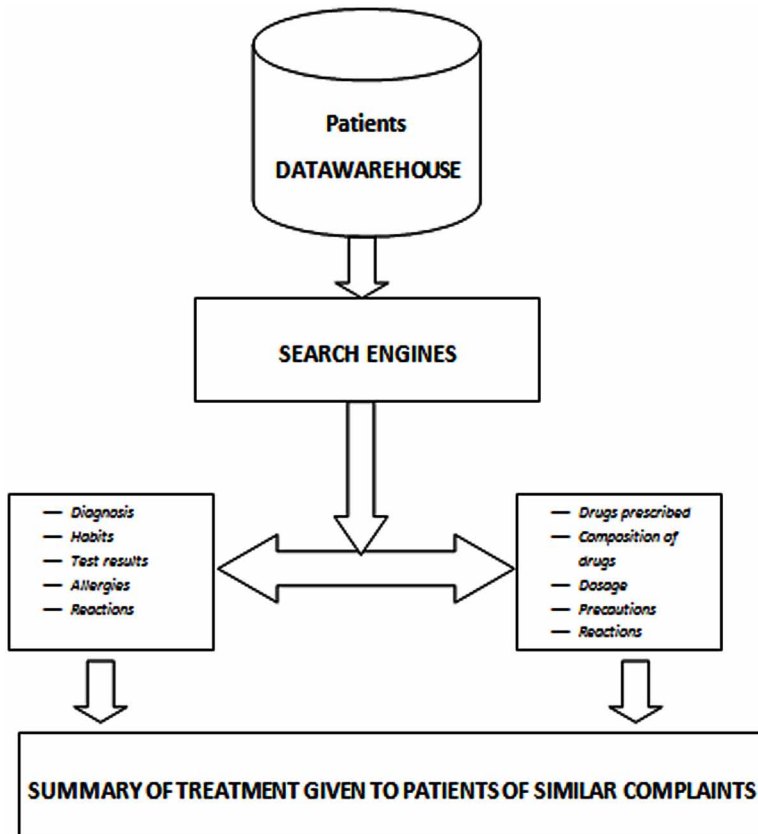 Patients
DATAWAREHOUSE
SEARCH ENGINES
— Diagnosis
— Habits
— Test results
— Allergies
— Reactions
— Drugs prescribed
— Composition of
drugs
— Dosage
— Precautions
— Reactions
SUMMARY OF TREATMENT GIVEN TO PATIENTS OF SIMILAR COMPLAINTS